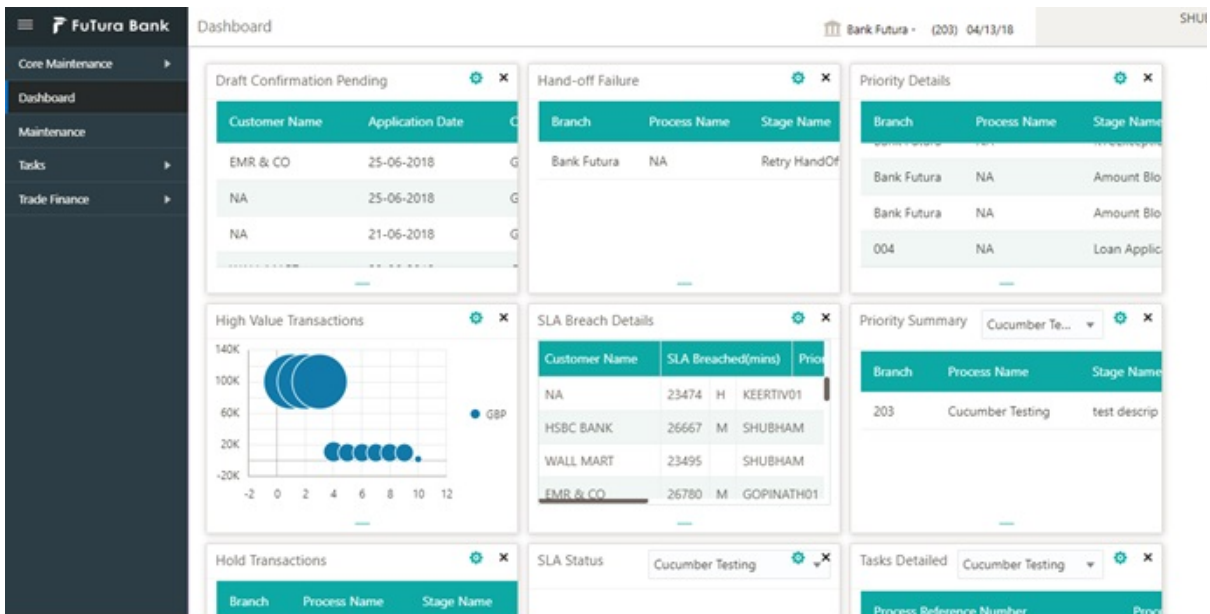 FuTura Bank
Dashboard
Bank Futura - (203) 04/13/18
SHUI
Core Maintenance
Dashboard
Maintenance
Tasks
Trade Finance
Draft Confirmation Pending
Customer Name Application Date C
EMR & CO 25-06-2018 G
NA 25-06-2018 G
NA 21-06-2018 G
Hand-off Failure
Branch Process Name Stage Name
Bank Futura NA Retry HandOf
Priority Details
Branch Process Name Stage Name
Bank Futura NA Amount Blo
Bank Futura NA Amount Blo
004 NA Loan Applic
High Value Transactions
140K
100K
60K
20K
-20K
-2 0 2 4 6 8 10 12
GBP
SLA Breach Details
Customer Name SLA Breached(mins) Prior
NA 23474 H KEERTIV01
HSBC BANK 26667 M SHUBHAM
WALL MART 23495 SHUBHAM
EMR & CO 26780 M GOPINATH01
Priority Summary Cucumber Te...
Branch Process Name Stage Name
203 Cucumber Testing test descrip
Hold Transactions
Branch Process Name Stage Name
SLA Status Cucumber Testing
Tasks Detailed Cucumber Testing
Process Reference Number Proce